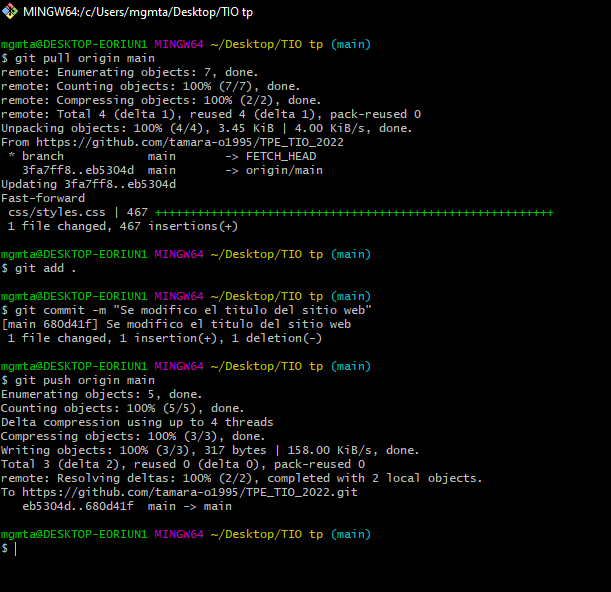 MINGW64:/c/Users/mgmta/Desktop/TIO tp
mgmta@DESKTOP-EORIUN1 MINGW64 ~/Desktop/TIO tp (main)
$ git pull origin main
remote: Enumerating objects: 7, done.
remote: Counting objects: 100% (7/7), done.
remote: Compressing objects: 100% (2/2), done.
remote: Total 4 (delta 1), reused 4 (delta 1), pack-reused 0
Unpacking objects: 100% (4/4), 3.45 KiB | 4.00 KiB/s, done.
From https://github.com/tamara-o1995/TPE_TIO_2022
 * branch            main       -> FETCH_HEAD
   3fa7ff8..eb5304d  main       -> origin/main
Updating 3fa7ff8..eb5304d
Fast-forward
 css/styles.css | 467 +++++++++++++++++++++++++++++++++++++++++++++++++++++++++
 1 file changed, 467 insertions(+)
mgmta@DESKTOP-EORIUN1 MINGW64 ~/Desktop/TIO tp (main)
$ git add .
mgmta@DESKTOP-EORIUN1 MINGW64 ~/Desktop/TIO tp (main)
$ git commit -m "Se modifico el titulo del sitio web"
[main 680d41f] Se modifico el titulo del sitio web
 1 file changed, 1 insertion(+), 1 deletion(-)
mgmta@DESKTOP-EORIUN1 MINGW64 ~/Desktop/TIO tp (main)
$ git push origin main
Enumerating objects: 5, done.
Counting objects: 100% (5/5), done.
Delta compression using up to 4 threads
Compressing objects: 100% (3/3), done.
Writing objects: 100% (3/3), 317 bytes | 158.00 KiB/s, done.
Total 3 (delta 2), reused 0 (delta 0), pack-reused 0
remote: Resolving deltas: 100% (2/2), completed with 2 local objects.
To https://github.com/tamara-o1995/TPE_TIO_2022.git
   eb5304d..680d41f  main -> main
mgmta@DESKTOP-EORIUN1 MINGW64 ~/Desktop/TIO tp (main)
$